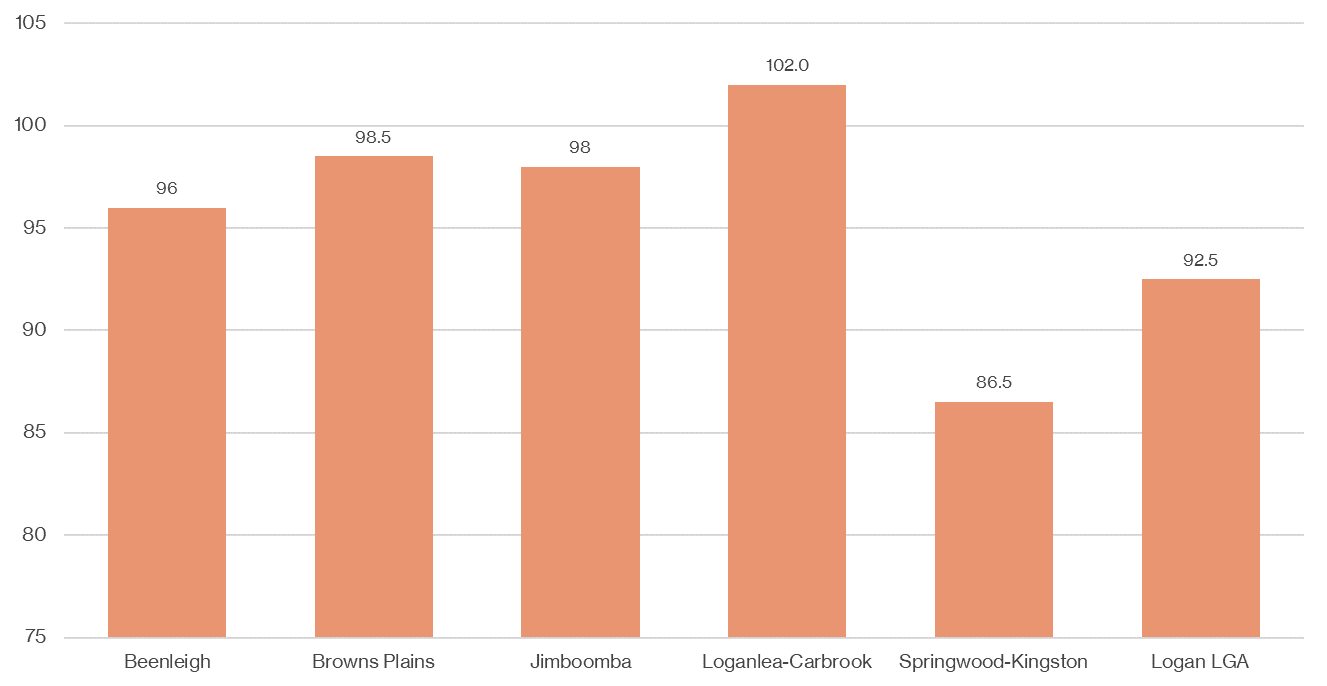 105
102.0
100
98.5
98
96
95
92.5
90
86.5
85
80
75
Beenleigh
Browns Plains
Jimboomba
Loganlea-Carbrook
Springwood-Kingston
Logan LGA